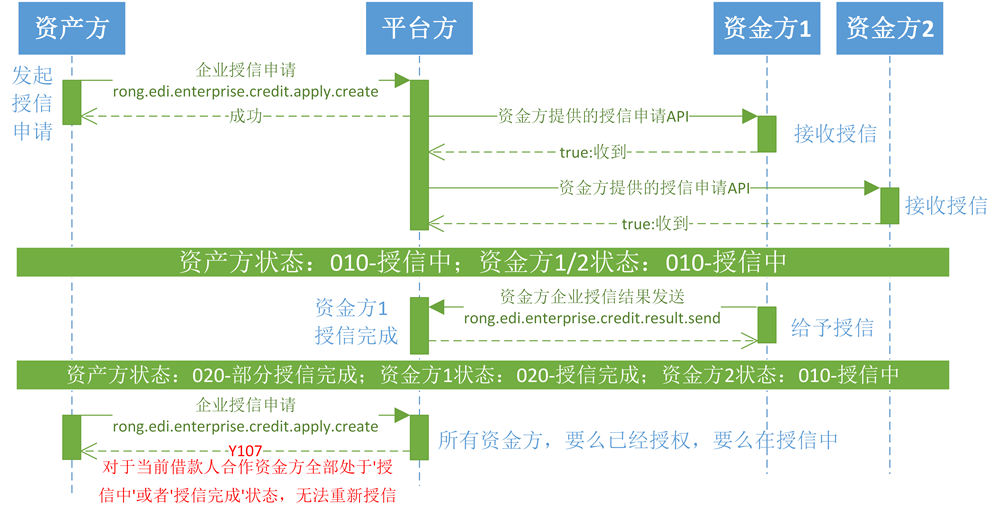 资产方
平台方
资金方1
资金方2
发起
授信
申请
企业授信申请
rong.edi.enterprise.credit.apply.create
成功
资金方提供的授信申请API
接收授信
true:收到
资金方提供的授信申请API
接收授信
true:收到
资产方状态：010-授信中；资金方1/2状态：010-授信中
资金方1
授信完成
资金方企业授信结果发送
rong.edi.enterprise.credit.result.send
给予授信
资产方状态：020-部分授信完成；资金方1状态：020-授信完成；资金方2状态：010-授信中
企业授信申请
rong.edi.enterprise.credit.apply.create
Y107
对于当前借款人合作资金方全部处于'授
信中'或者'授信完成'状态，无法重新授信
所有资金方，要么已经授权，要么在授信中